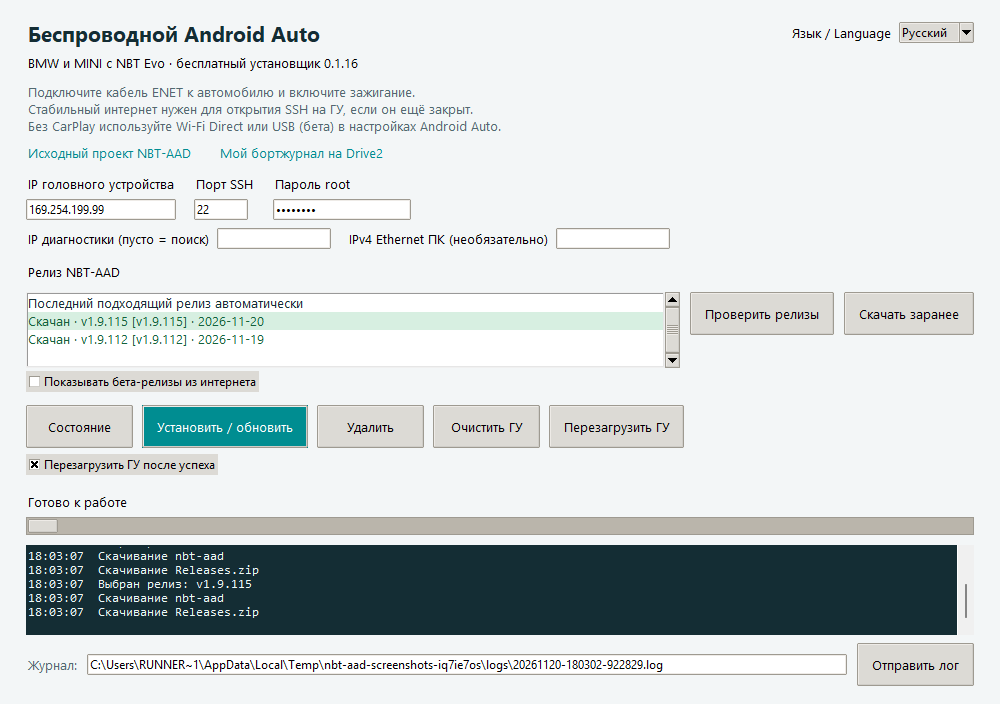 Беспроводной Android Auto
Язык / Language Русский
BMW и MINI с NBT Evo · бесплатный установщик 0.1.16
Подключите кабель ENET к автомобилю и включите зажигание.
Стабильный интернет нужен для открытия SSH на ГУ, если он ещё закрыт.
Без CarPlay используйте Wi-Fi Direct или USB (бета) в настройках Android Auto.
Исходный проект NBT-AAD Мой бортжурнал на Drive2
IP головного устройства Порт SSH Пароль root
169.254.199.99 22 ••••••••
IP диагностики (пусто = поиск) IPv4 Ethernet ПК (необязательно)
Релиз NBT-AAD
Последний подходящий релиз автоматически
Скачан · v1.9.115 [v1.9.115] · 2026-11-20
Скачан · v1.9.112 [v1.9.112] · 2026-11-19
Проверить релизы Скачать заранее
Показывать бета-релизы из интернета
Состояние Установить / обновить Удалить Очистить ГУ Перезагрузить ГУ
Перезагрузить ГУ после успеха
Готово к работе
18:03:07 Скачивание nbt-aad
18:03:07 Скачивание Releases.zip
18:03:07 Выбран релиз: v1.9.115
18:03:07 Скачивание nbt-aad
18:03:07 Скачивание Releases.zip
Журнал: C:\Users\RUNNER~1\AppData\Local\Temp\nbt-aad-screenshots-iq7ie7os\logs\20261120-180302-922829.log Отправить лог